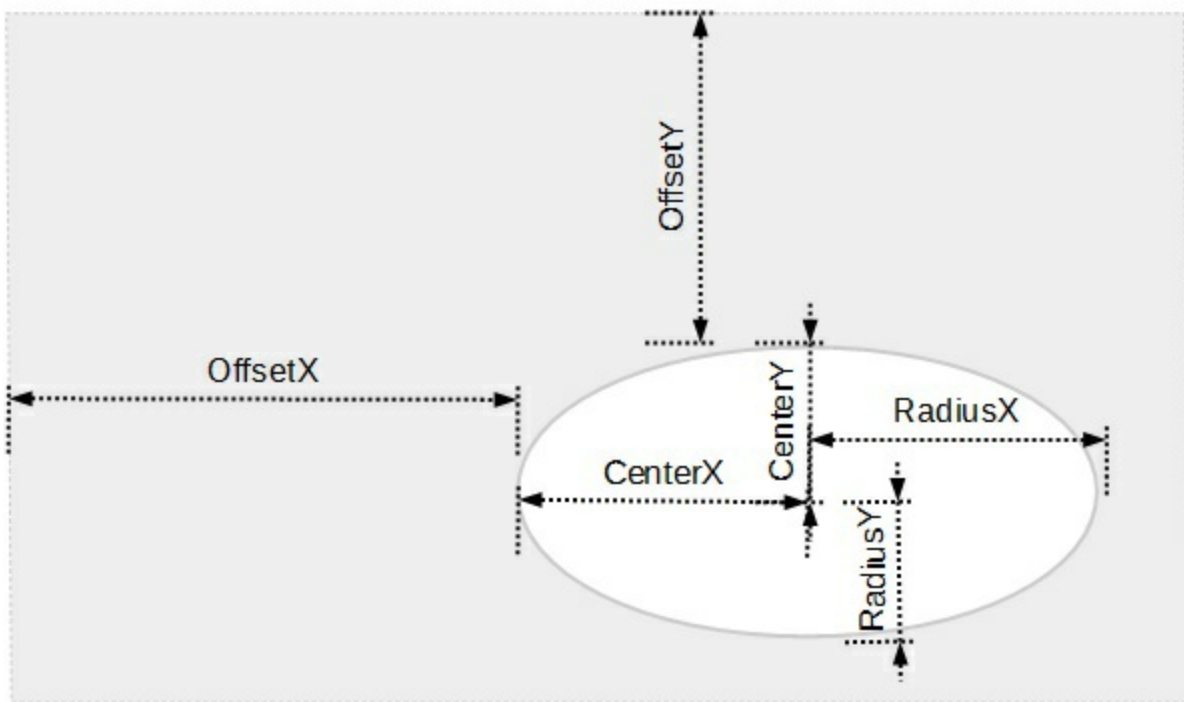 OffsetY
OffsetX
CenterY
RadiusX
CenterX
RadiusY